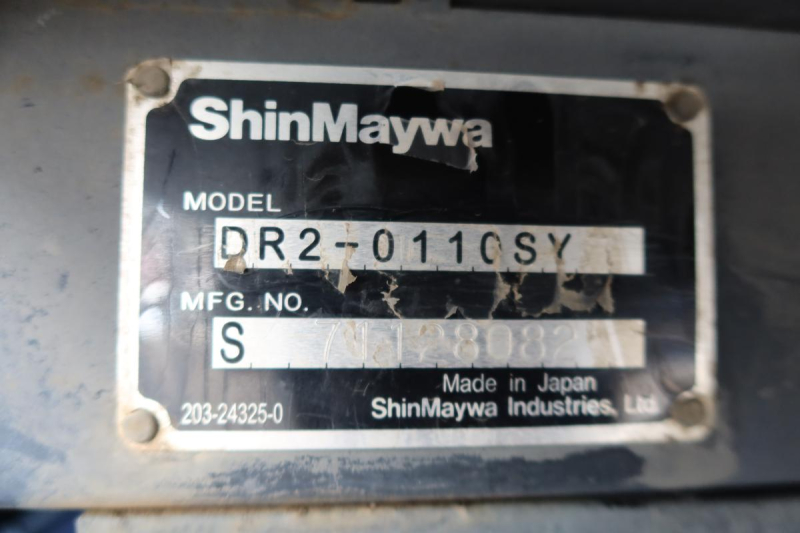 ShinMaywa
MODEL
DR2-0110SY
MFG. NO.
S
Made in Japan
203-24325-0
ShinMaywa Industries, Ltd